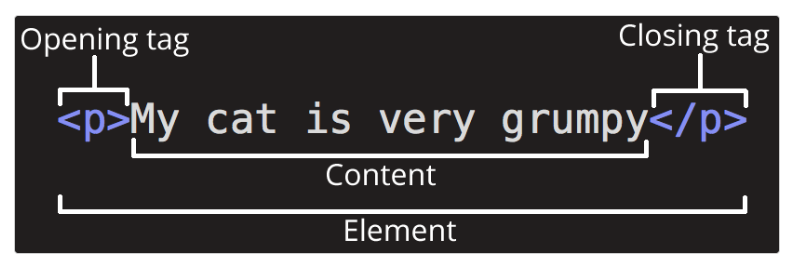 Opening tag
Closing tag
<p>My cat is very grumpy</p>
Content
Element